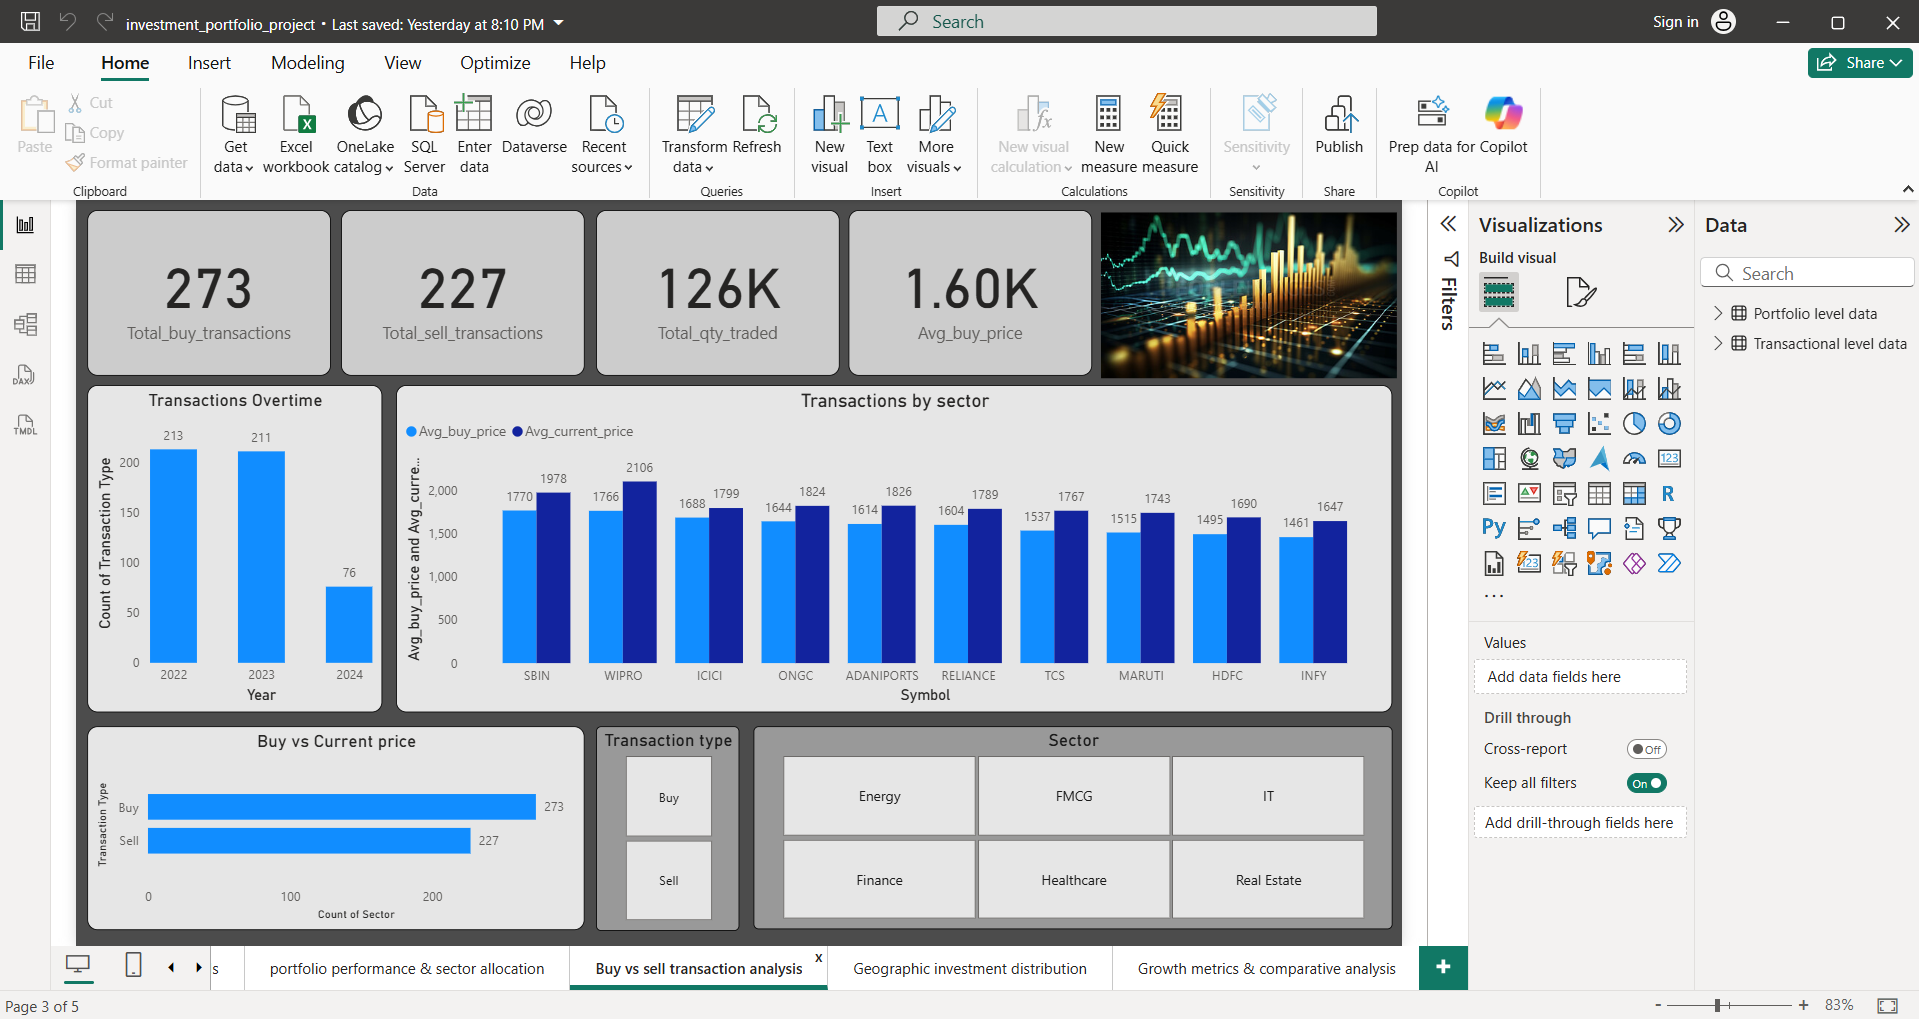 investment_portfolio_project • Last saved: Yesterday at 8:10 PM
Search
Sign in
File
Home
Insert
Modeling
View
Optimize
Help
Share
Paste
Cut
Copy
Format painter
Clipboard
Get data
Excel workbook
OneLake catalog
SQL Server
Enter data
Dataverse
Recent sources
Data
Transform data
Refresh
Queries
New visual
A
Text box
More visuals
Insert
fx
New visual calculation
New measure
Quick measure
Calculations
Sensitivity
Sensitivity
Publish
Share
Prep data for AI
Copilot
Copilot
DAX
TMDL
273
Total_buy_transactions
227
Total_sell_transactions
126K
Total_qty_traded
1.60K
Avg_buy_price
Transactions Overtime
Count of Transaction Type
200
150
100
50
0
213
211
76
2022
2023
2024
Year
Transactions by sector
Avg_buy_price
Avg_current_price
Avg_buy_price and Avg_curre...
2,000
1,500
1,000
500
0
1770 1978
1766 2106
1688 1799
1644 1824
1614 1826
1604 1789
1537 1767
1515 1743
1495 1690
1461 1647
SBIN
WIPRO
ICICI
ONGC
ADANIPORTS
RELIANCE
TCS
MARUTI
HDFC
INFY
Symbol
Buy vs Current price
Transaction Type
Buy
273
Sell
227
0
100
200
Count of Sector
Transaction type
Buy
Sell
Sector
Energy
FMCG
IT
Finance
Healthcare
Real Estate
Filters
Visualizations
Build visual
123
R
Py
123
...
Values
Add data fields here
Drill through
Cross-report
Off
Keep all filters
On
Add drill-through fields here
Data
Search
Portfolio level data
Transactional level data
s
portfolio performance & sector allocation
Buy vs sell transaction analysis
x
Geographic investment distribution
Growth metrics & comparative analysis
+
Page 3 of 5
-
+
83%